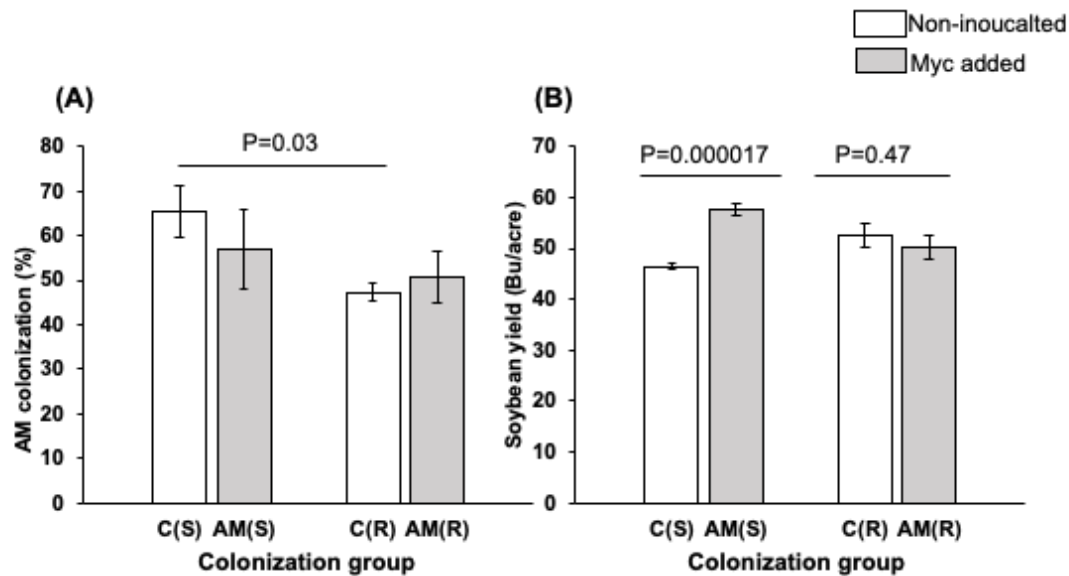 Non-inoucalted
Myc added
(A)
P=0.03
AM colonization (%)
80
70
60
50
40
30
20
10
0
C(S) AM(S) C(R) AM(R)
Colonization group
(B)
P=0.000017 P=0.47
Soybean yield (Bu/acre)
70
60
50
40
30
20
10
0
C(S) AM(S) C(R) AM(R)
Colonization group